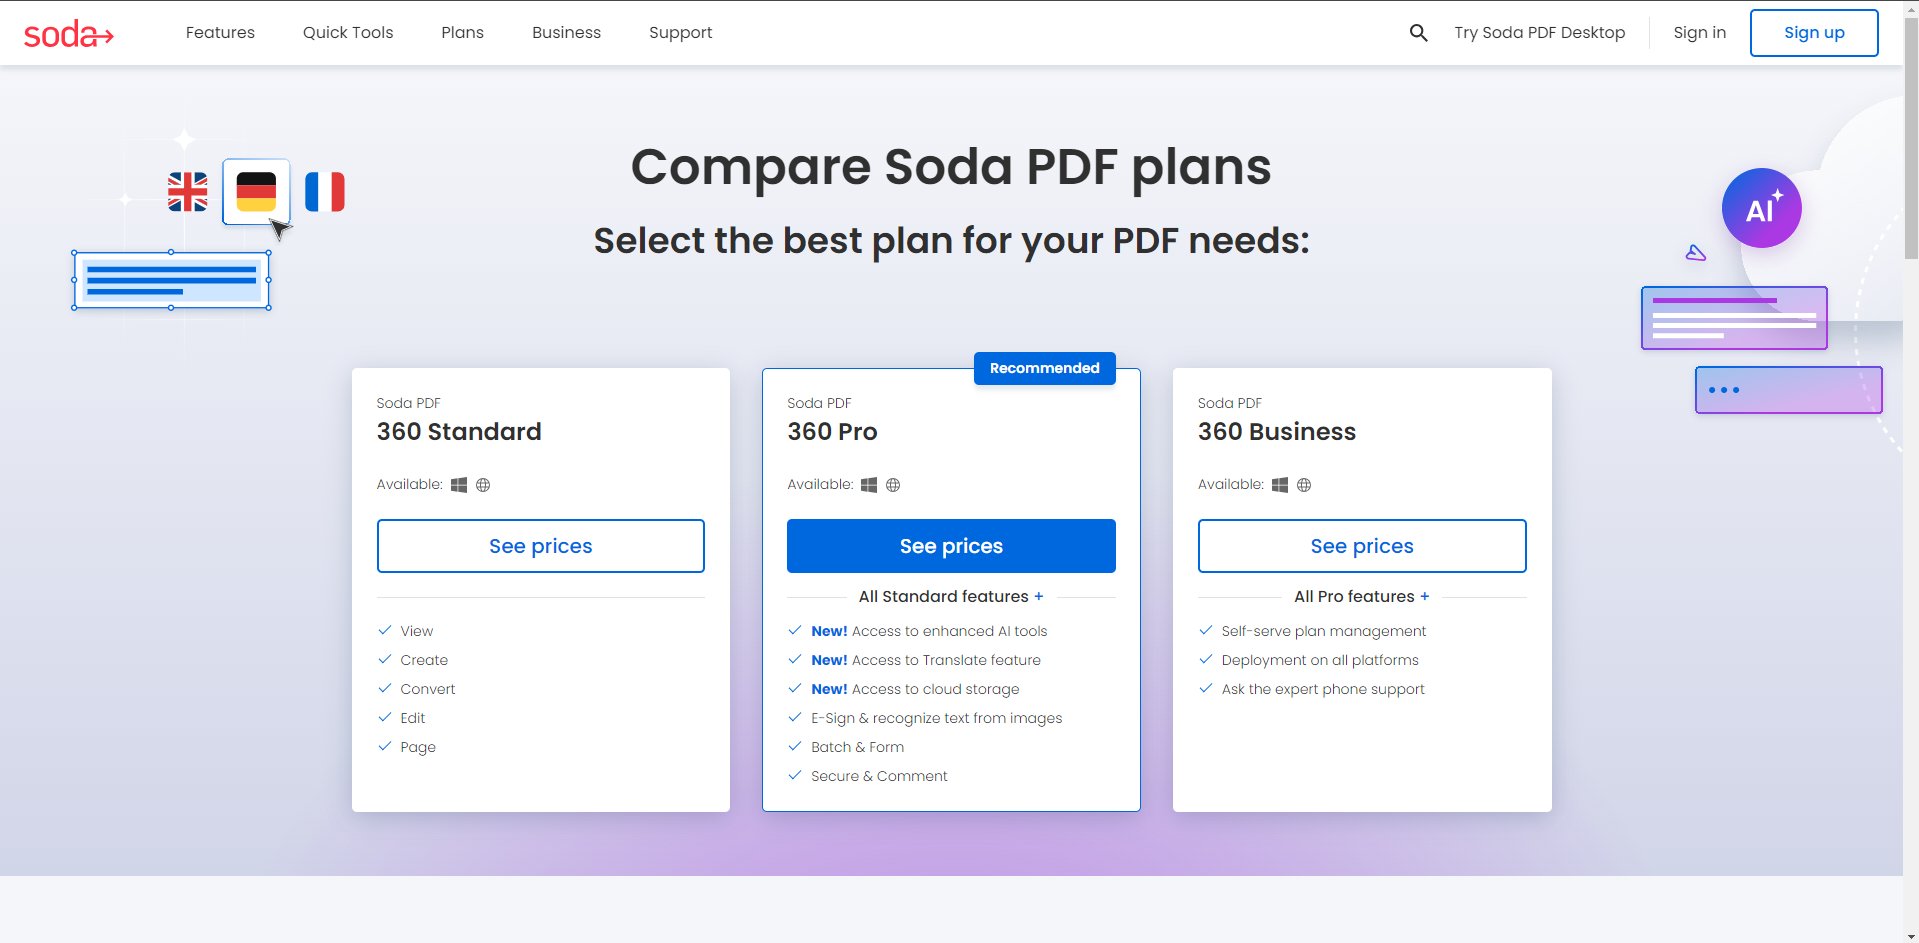 soda
Features
Quick Tools
Plans
Business
Support
Try Soda PDF Desktop
Sign in
Sign up
Compare Soda PDF plans
Select the best plan for your PDF needs:
AI
Soda PDF
360 Standard
Available:
See prices
View
Create
Convert
Edit
Page
Recommended
Soda PDF
360 Pro
Available:
See prices
All Standard features +
New! Access to enhanced AI tools
New! Access to Translate feature
New! Access to cloud storage
E-Sign & recognize text from images
Batch & Form
Secure & Comment
Soda PDF
360 Business
Available:
See prices
All Pro features +
Self-serve plan management
Deployment on all platforms
Ask the expert phone support